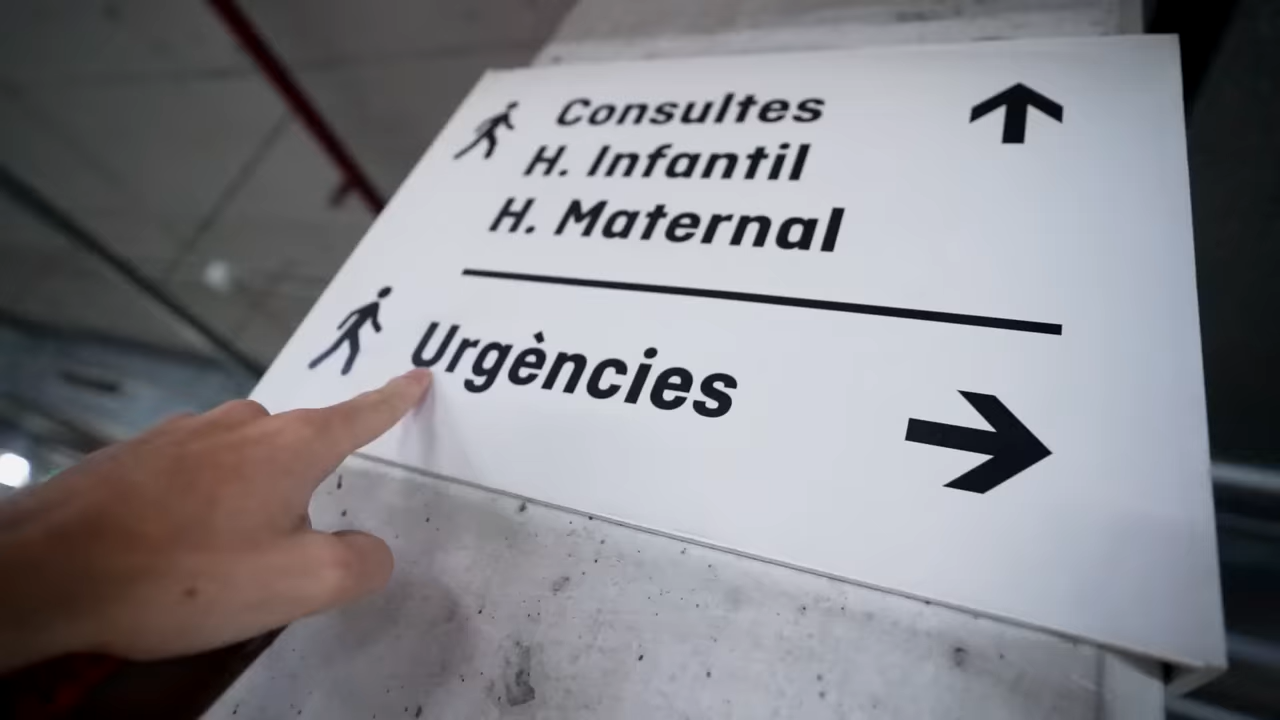 Consultes
H. Infantil
H. Maternal
Urgències